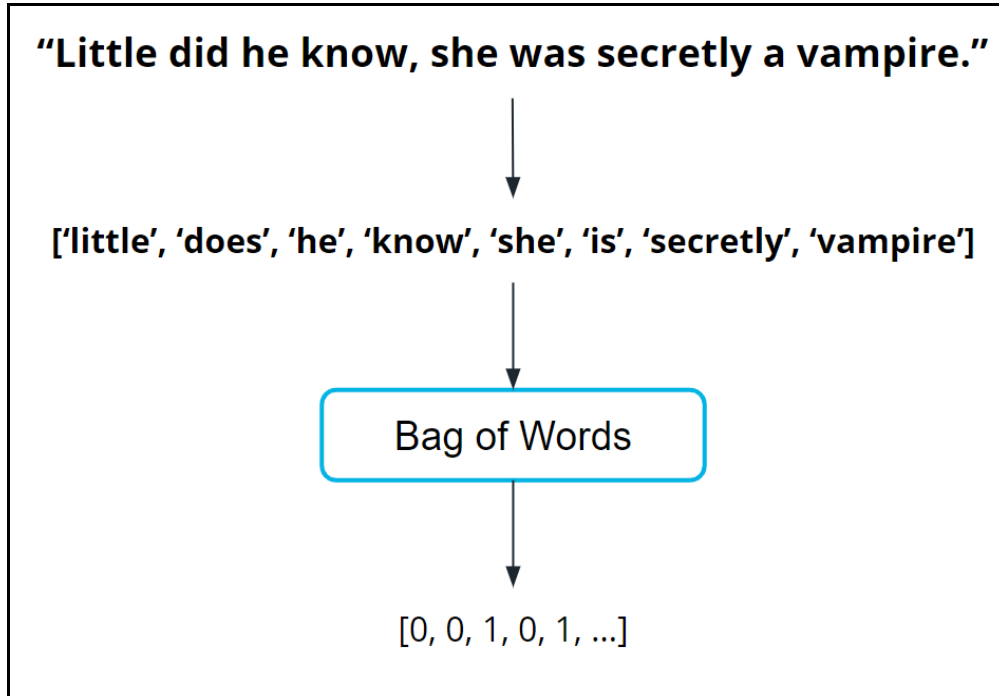 “Little did he know, she was secretly a vampire.”
[‘little’, ‘does’, ‘he’, ‘know’, ‘she’, ‘is’, ‘secretly’, ‘vampire’]
Bag of Words
[0, 0, 1, 0, 1, ...]